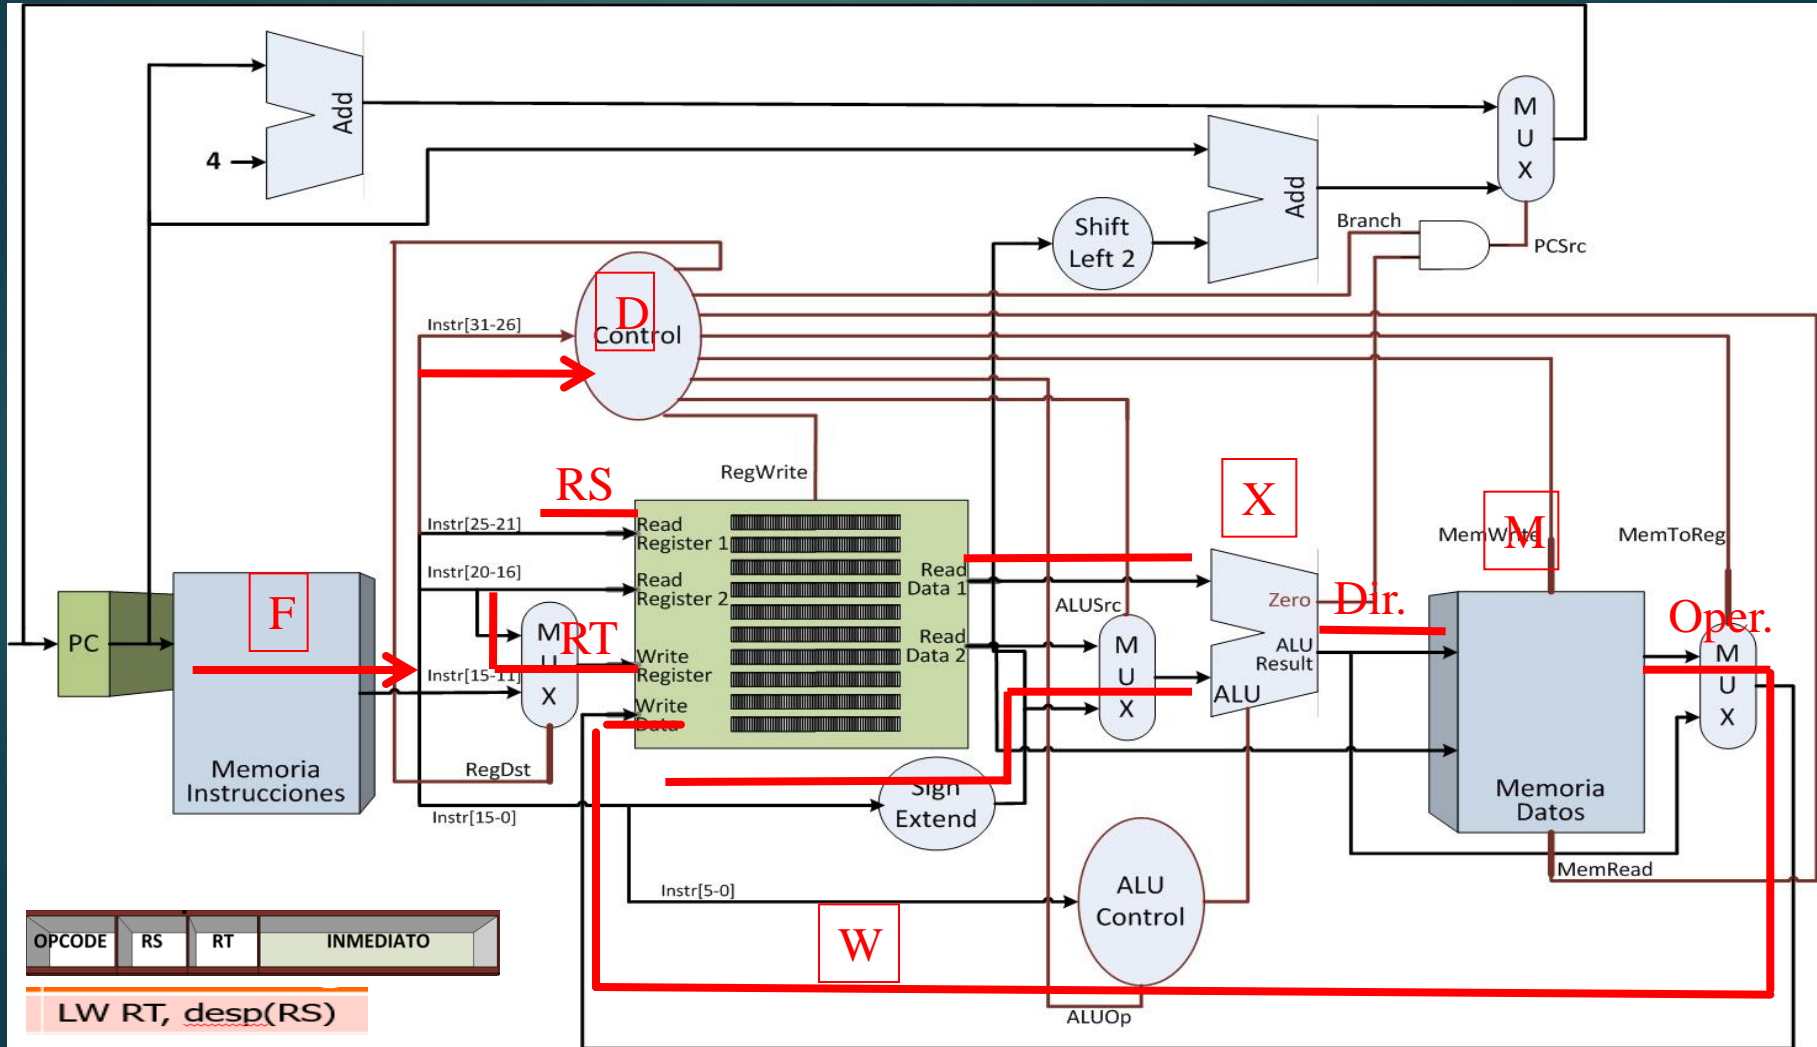 Add
4
M
U
X
Add
Shift
Left 2
Branch
PCSrc
D
Control
Instr[31-26]
RegWrite
RS
X
MemWrite
M
MemToReg
Instr[25-21]
Read
Register 1
Instr[20-16]
Read
Register 2
Read
Data 1
ALUSrc
Zero
Dir.
Oper.
F
PC
M
U
X
RT
Write
Register
Read
Data 2
M
U
X
ALU
Result
ALU
M
U
X
Instr[15-11]
Write
Data
RegDst
Memoria
Instrucciones
Sign
Extend
Memoria
Datos
Instr[15-0]
MemRead
Instr[5-0]
ALU
Control
W
OPCODE RS RT INMEDIATO
LW RT, desp(RS)
ALUOp